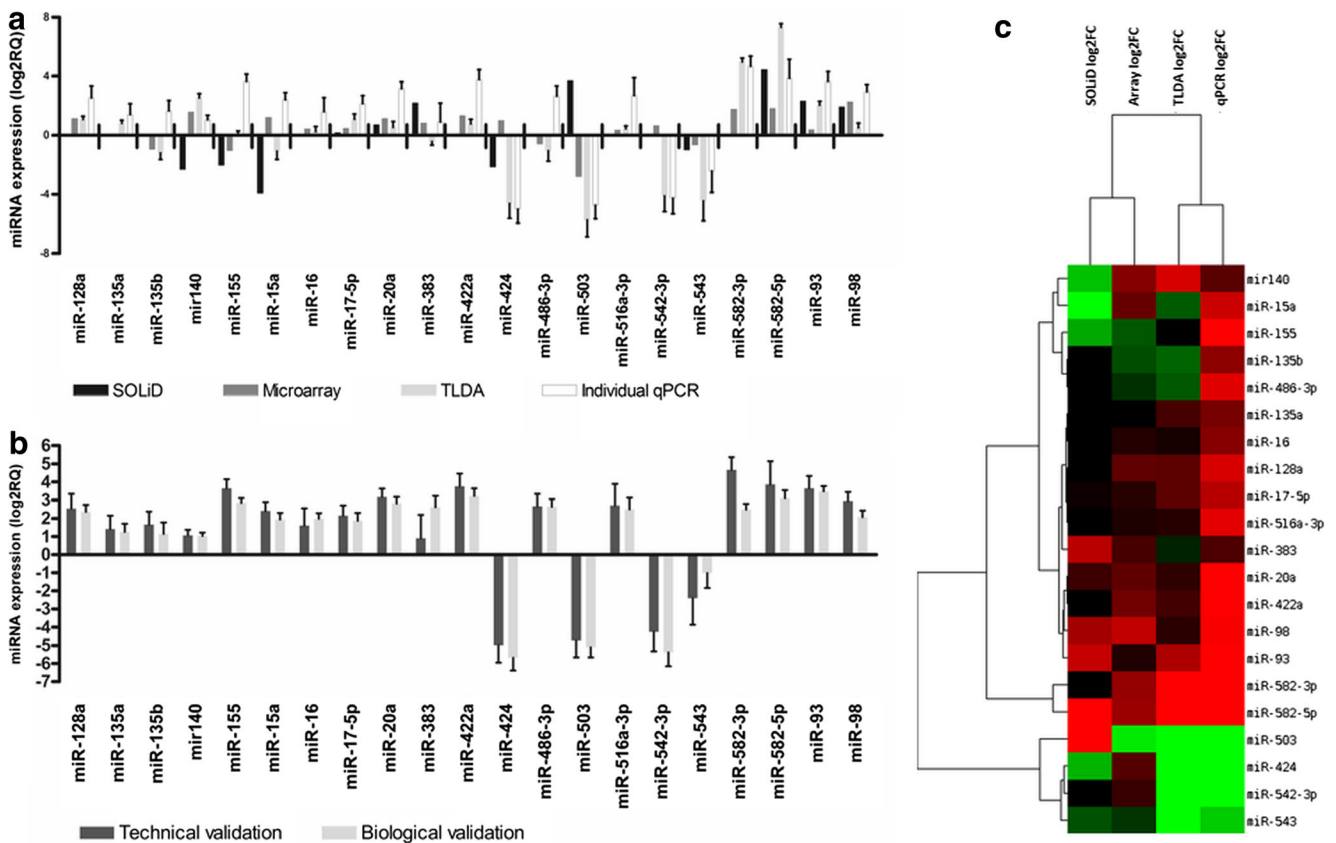 a
miRNA expression (log2RQ)
8
4
0
-4
-8
miR-128a
miR-135a
miR-135b
mir140
miR-155
miR-15a
miR-16
miR-17-5p
miR-20a
miR-383
miR-422a
miR-424
miR-486-3p
miR-503
miR-516a-3p
miR-542-3p
miR-543
miR-582-3p
miR-582-5p
miR-93
miR-98
SOLiD
Microarray
TLDA
Individual qPCR
b
miRNA expression (log2RQ)
6
5
4
3
2
1
0
-1
-2
-3
-4
-5
-6
-7
miR-128a
miR-135a
miR-135b
mir140
miR-155
miR-15a
miR-16
miR-17-5p
miR-20a
miR-383
miR-422a
miR-424
miR-486-3p
miR-503
miR-516a-3p
miR-542-3p
miR-543
miR-582-3p
miR-582-5p
miR-93
miR-98
Technical validation
Biological validation
c
SOLiD log2FC
Array log2FC
TLDA log2FC
qPCR log2FC
mir140
miR-15a
miR-155
miR-135b
miR-486-3p
miR-135a
miR-16
miR-128a
miR-17-5p
miR-516a-3p
miR-383
miR-20a
miR-422a
miR-98
miR-93
miR-582-3p
miR-582-5p
miR-503
miR-424
miR-542-3p
miR-543